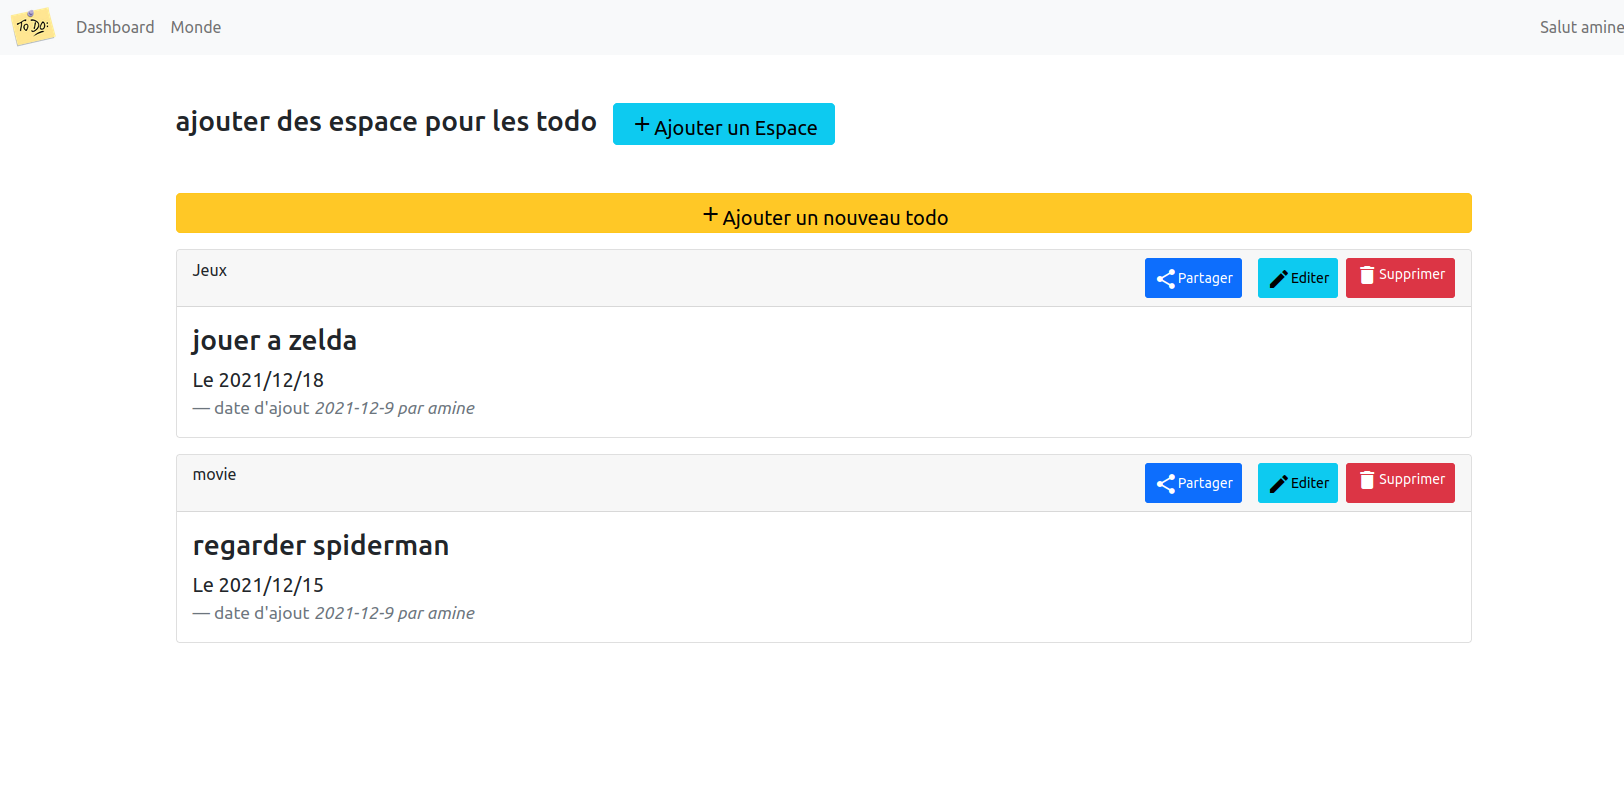 TO DO: Dashboard Monde Salut amine
ajouter des espace pour les todo + Ajouter un Espace
+ Ajouter un nouveau todo
Jeux Partager Editer Supprimer
jouer a zelda
Le 2021/12/18
— date d'ajout 2021-12-9 par amine
movie Partager Editer Supprimer
regarder spiderman
Le 2021/12/15
— date d'ajout 2021-12-9 par amine